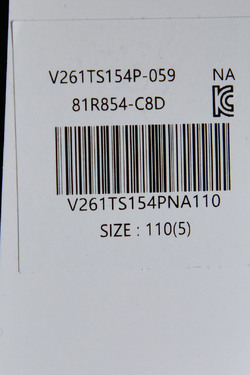 V261TS154P-059 NA
81R854-C8D
V261TS154PNA110
SIZE : 110(5)